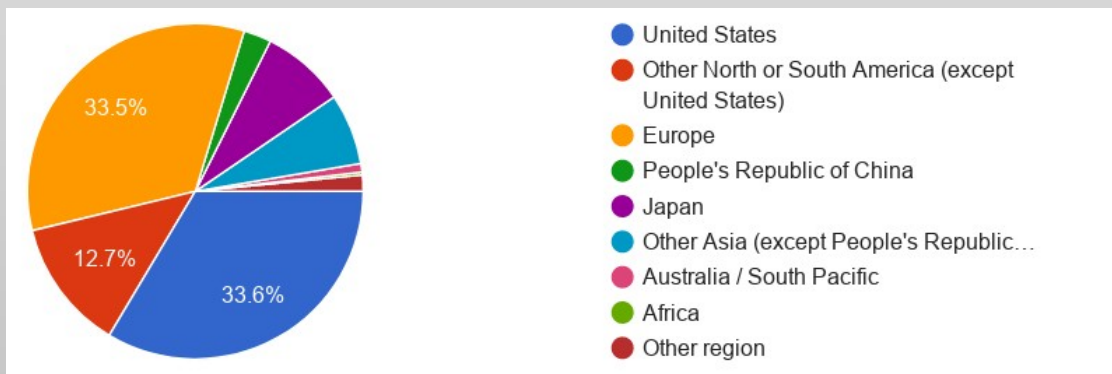 33.5%
12.7%
33.6%
United States
Other North or South America (except
United States)
Europe
People's Republic of China
Japan
Other Asia (except People's Republic…
Australia / South Pacific
Africa
Other region